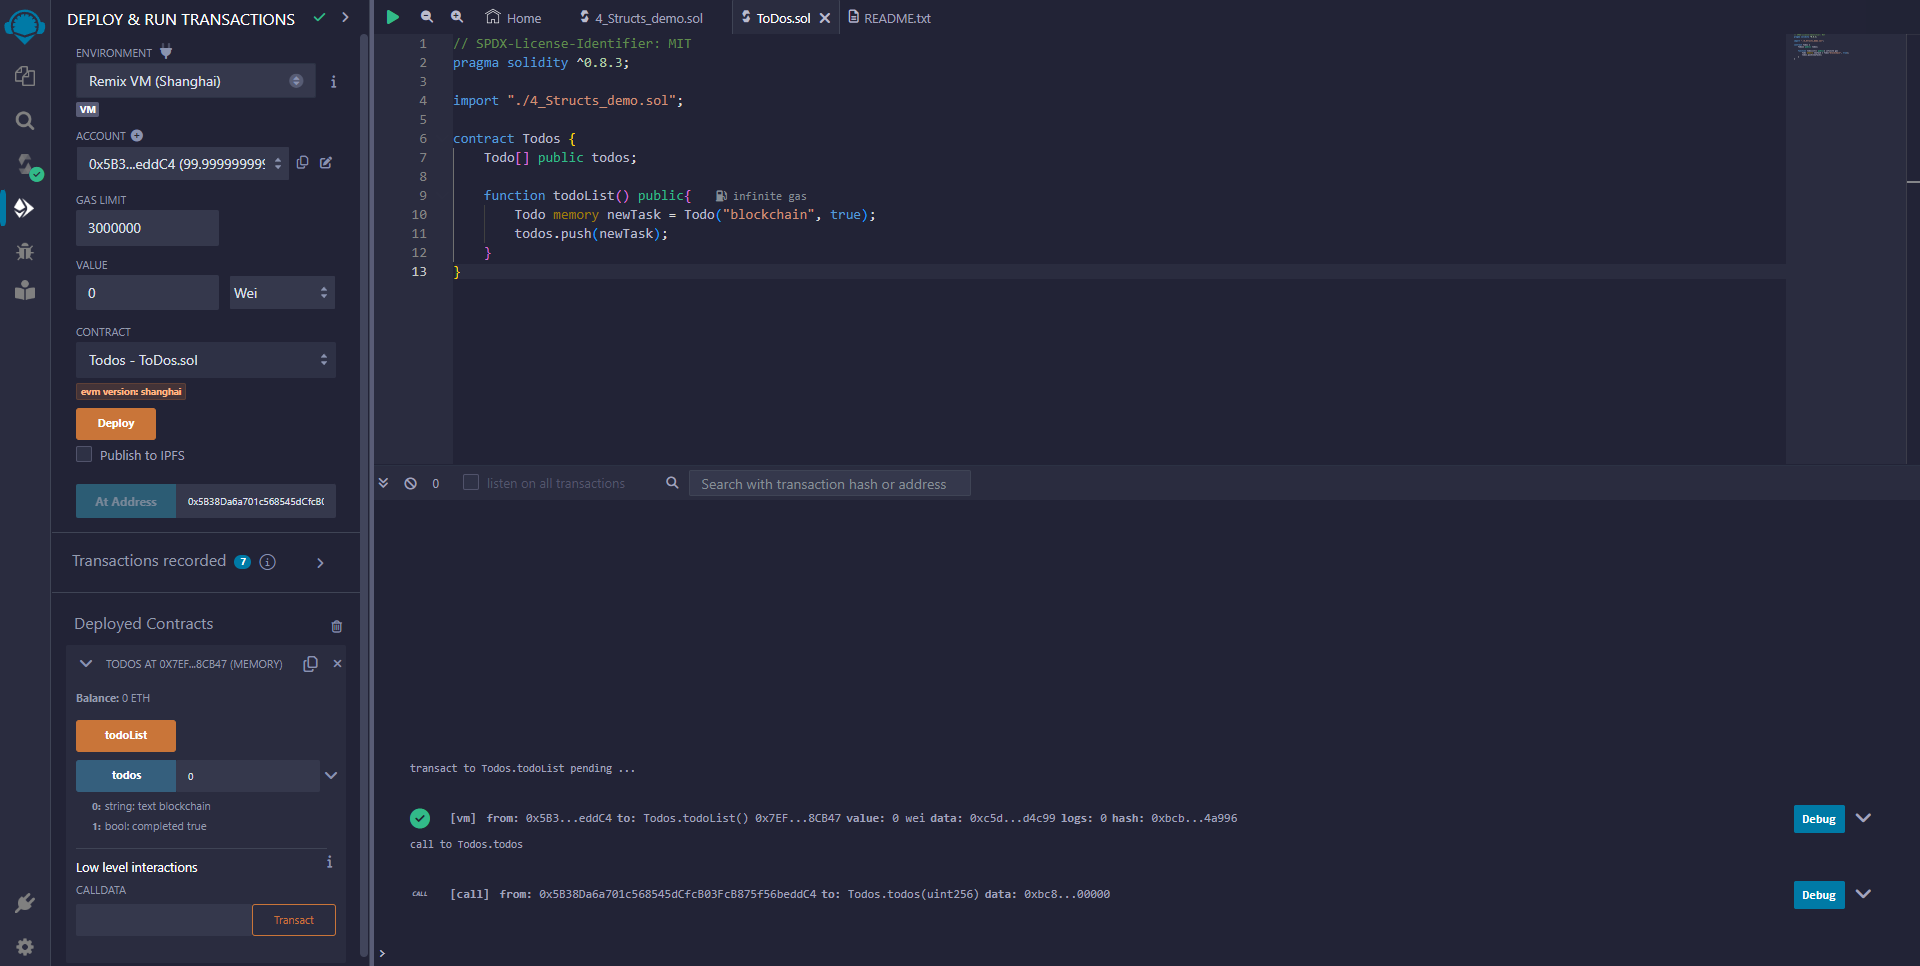 DEPLOY & RUN TRANSACTIONS
ENVIRONMENT
Remix VM (Shanghai)
VM
ACCOUNT
0x5B3...eddC4 (99.9999999999
GAS LIMIT
3000000
VALUE
0
Wei
CONTRACT
Todos - ToDos.sol
evm version: shanghai
Deploy
Publish to IPFS
At Address
0x5B38Da6a701c568545dCfcB0
Transactions recorded 7
Deployed Contracts
TODOS AT 0X7EF...8CB47 (MEMORY)
Balance: 0 ETH
todoList
todos
0
0: string: text blockchain
1: bool: completed true
Low level interactions
CALLDATA
Transact
Home
4_Structs_demo.sol
ToDos.sol
README.txt
1 // SPDX-License-Identifier: MIT
2 pragma solidity ^0.8.3;
3
4 import "./4_Structs_demo.sol";
5
6 contract Todos {
7 Todo[] public todos;
8
9 function todoList() public{ infinite gas
10 Todo memory newTask = Todo("blockchain", true);
11 todos.push(newTask);
12 }
13 }
0
listen on all transactions
Search with transaction hash or address
transact to Todos.todoList pending ...
[vm] from: 0x5B3...eddC4 to: Todos.todoList() 0x7EF...8CB47 value: 0 wei data: 0xc5d...d4c99 logs: 0 hash: 0xbcb...4a996
Debug
call to Todos.todos
CALL [call] from: 0x5B38Da6a701c568545dCfcB03FcB875f56beddC4 to: Todos.todos(uint256) data: 0xbc8...00000
Debug
>